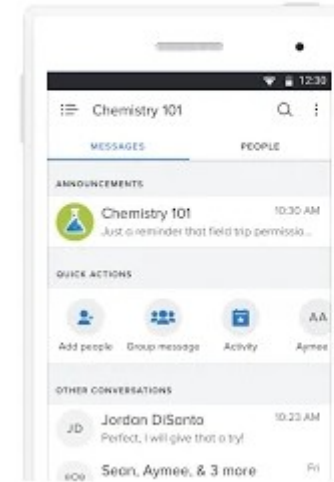 12:30
Chemistry 101
MESSAGES PEOPLE
ANNOUNCEMENTS
Chemistry 101 10:30 AM
Just a reminder that field trip permissio...
QUICK ACTIONS
AA
Add people Group message Activity Aymee
OTHER CONVERSATIONS
JD Jordan DiSanto 10:23 AM
Perfect, I will give that a try!
Sean, Aymee, & 3 more Fri